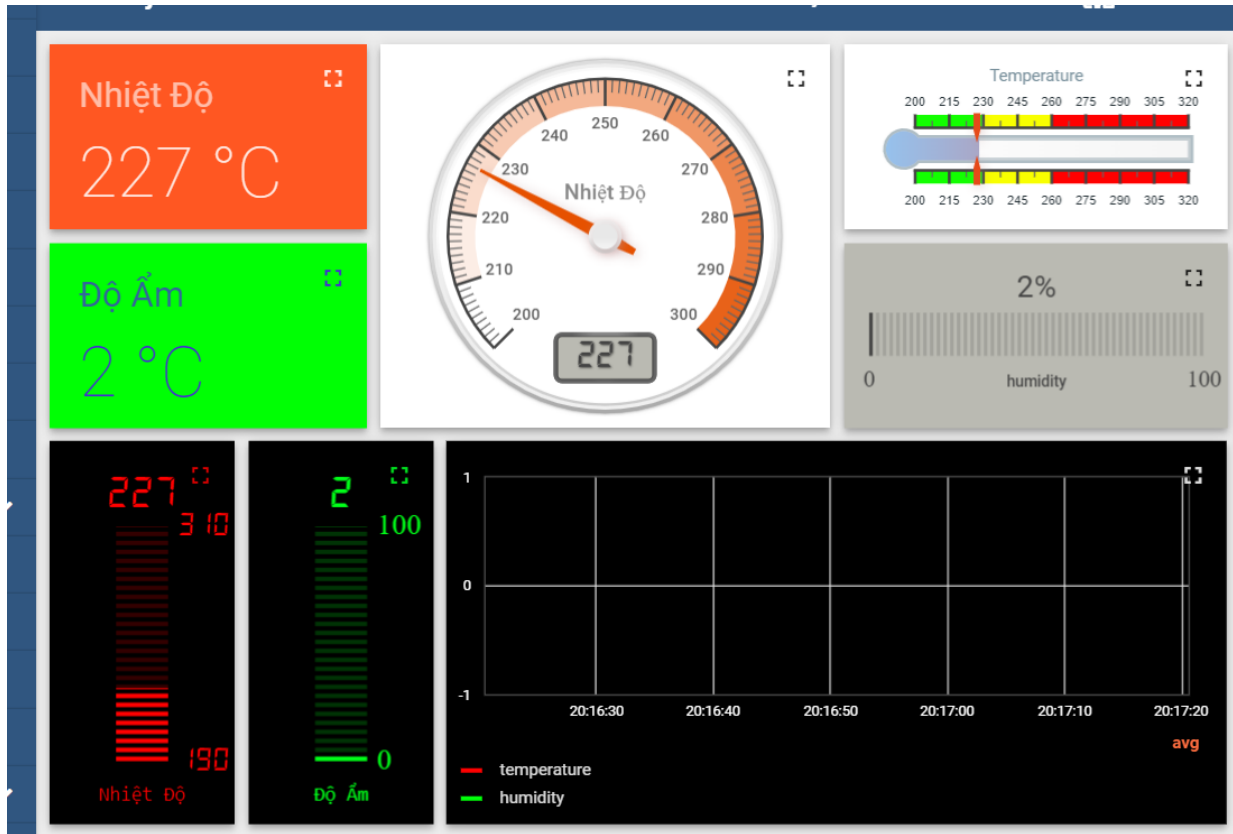 Nhiệt Độ
227 °C
Độ Ẩm
2 °C
200
210
220
230
240
250
260
270
280
290
300
Nhiệt Độ
227
Temperature
200 215 230 245 260 275 290 305 320
200 215 230 245 260 275 290 305 320
2%
0 humidity 100
227
310
190
Nhiệt Độ
2
100
0
Độ Ẩm
1
0
-1
20:16:30 20:16:40 20:16:50 20:17:00 20:17:10 20:17:20
avg
temperature
humidity